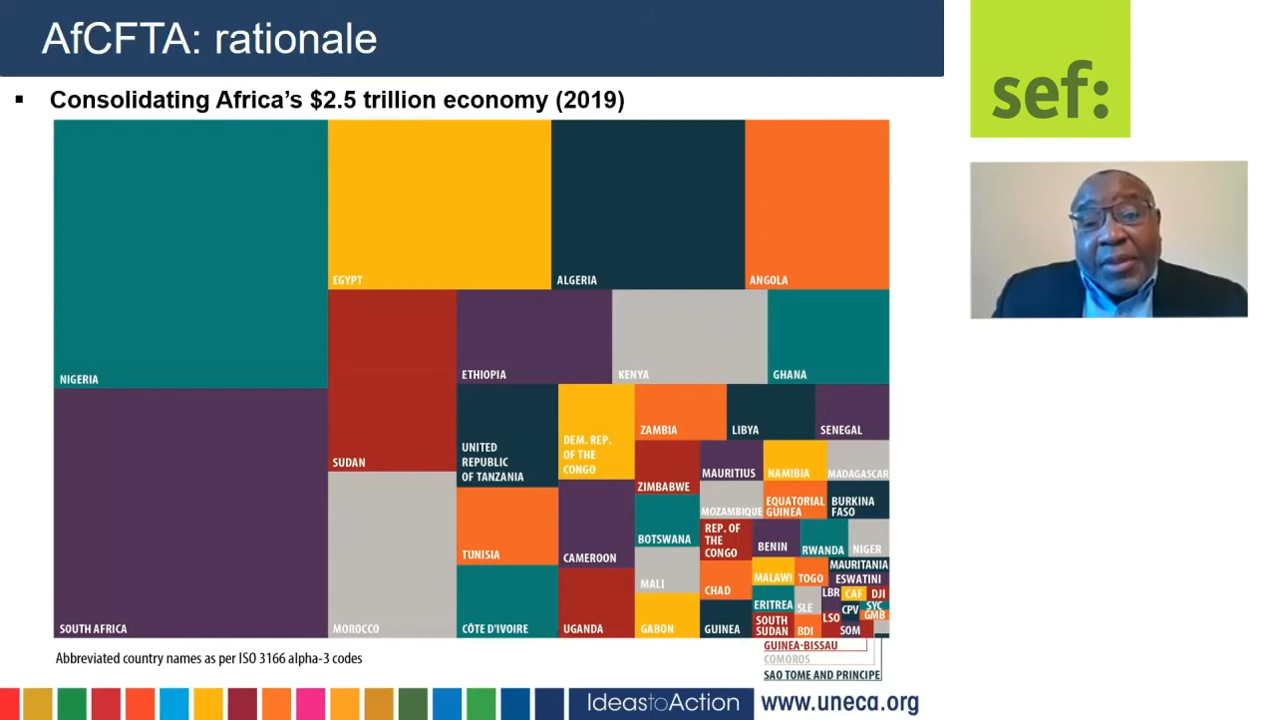 AfCFTA: rationale
sef:
▪ Consolidating Africa's $2.5 trillion economy (2019)
NIGERIA
SOUTH AFRICA
EGYPT
ALGERIA
ANGOLA
SUDAN
MOROCCO
ETHIOPIA
KENYA
GHANA
UNITED
REPUBLIC
OF TANZANIA
DEM. REP.
OF THE
CONGO
ZAMBIA
LIBYA
SENEGAL
TUNISIA
CÔTE D'IVOIRE
CAMEROON
UGANDA
ZIMBABWE
BOTSWANA
MALI
GABON
MAURITIUS
NAMIBIA
MADAGASCAR
MOZAMBIQUE
EQUATORIAL
GUINEA
BURKINA
FASO
REP. OF
THE
CONGO
BENIN
RWANDA
NIGER
CHAD
GUINEA
MALAWI
TOGO
MAURITANIA
ESWATINI
ERITREA
SLE
LBR
CAF
DJI
SYC
CPV
GMB
SOUTH
SUDAN
BDI
LSO
SOM
GUINEA-BISSAU
COMOROS
SAO TOME AND PRINCIPE
Abbreviated country names as per ISO 3166 alpha-3 codes
IdeastoAction
www.uneca.org